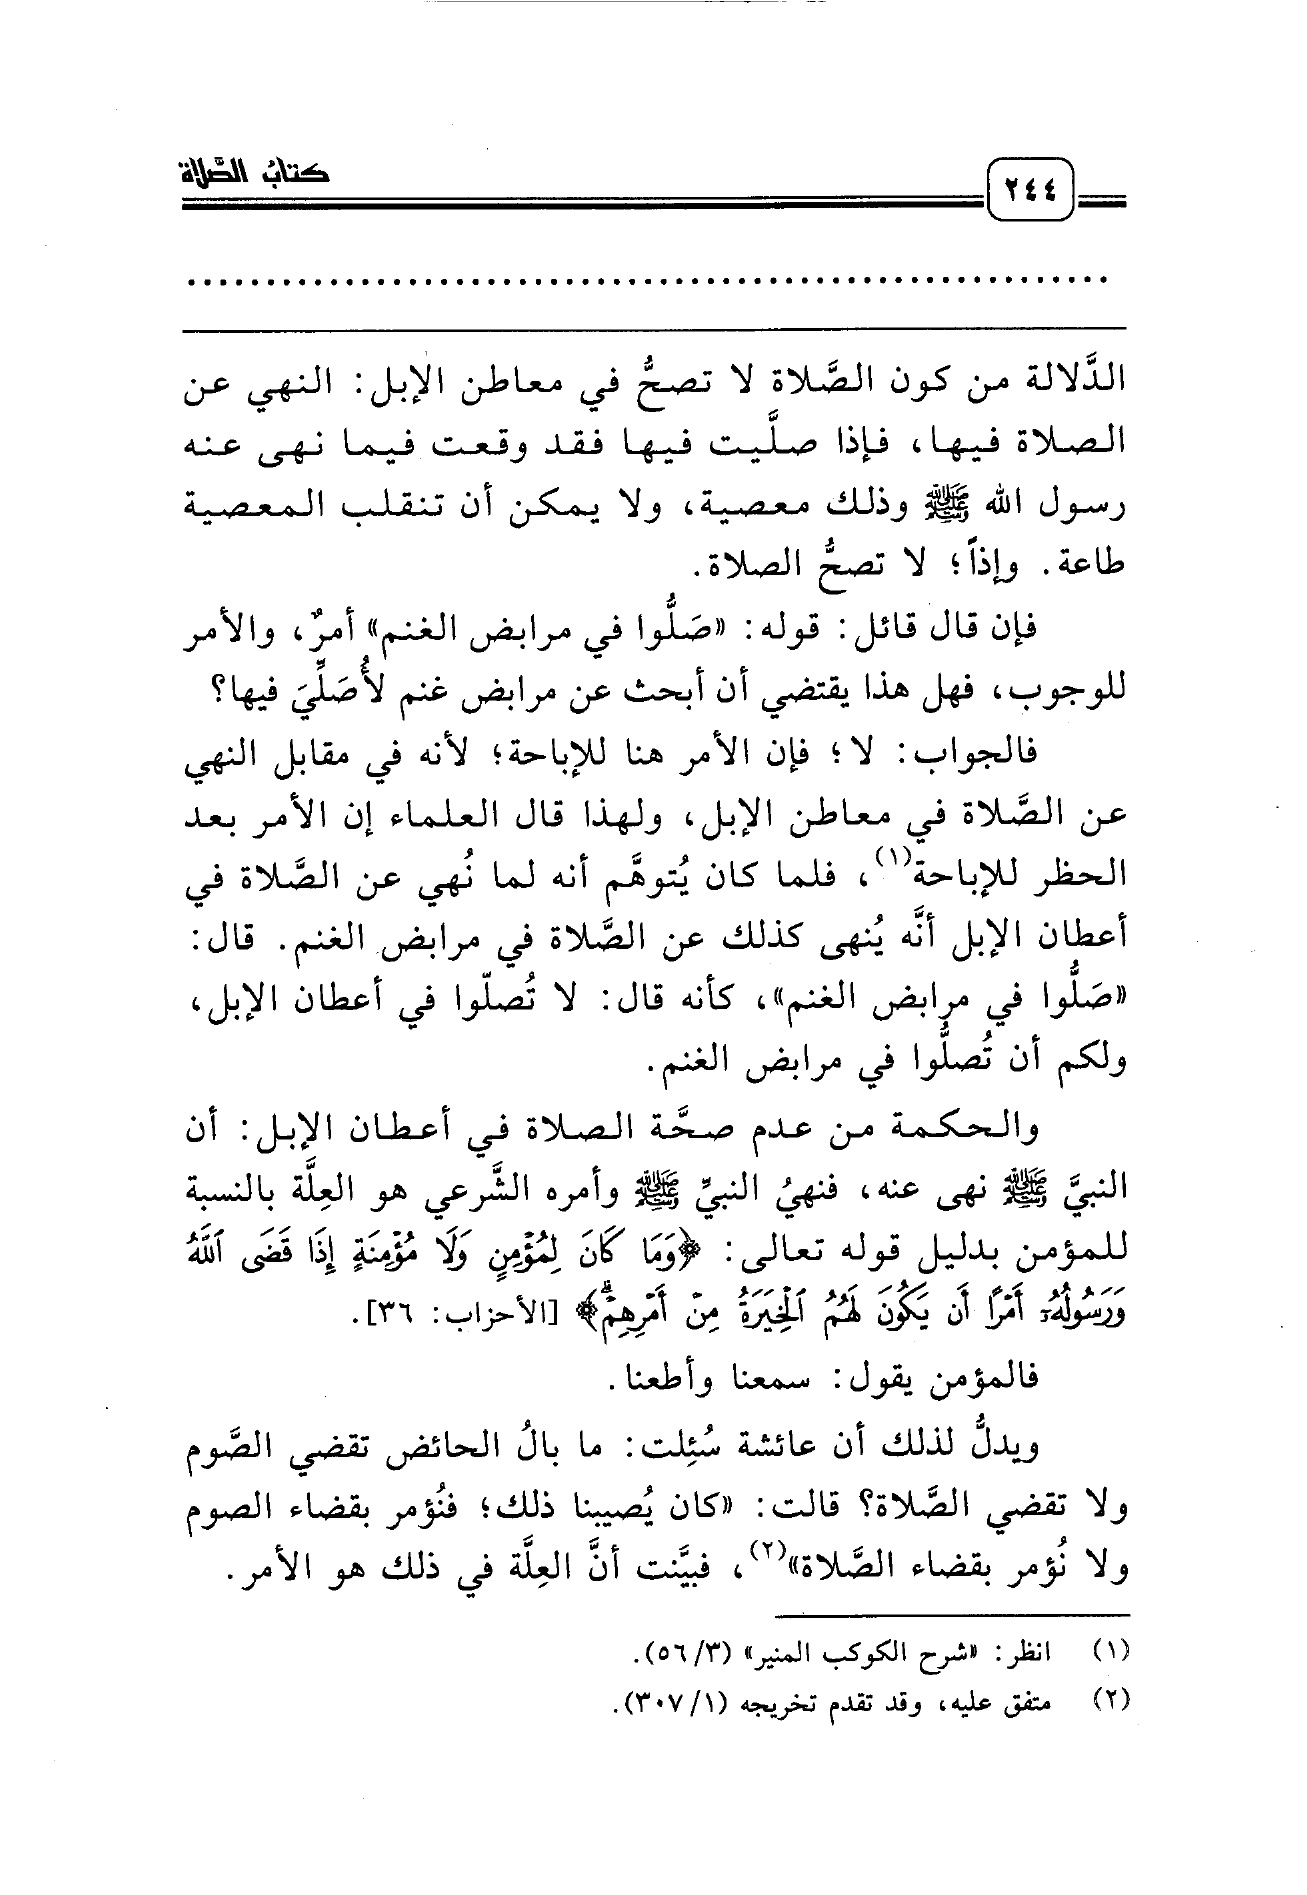 كتاب الصَّلاة
٢٤٤
الدَّلالة من كون الصَّلاة لا تصحُّ في معاطن الإبل: النهي عن
الصلاة فيها، فإذا صلَّيت فيها فقد وقعت فيما نهى عنه
رسول الله ﷺ وذلك معصية، ولا يمكن أن تنقلب المعصية
طاعة. وإذاً؛ لا تصحُّ الصلاة.
فإن قال قائل: قوله: «صَلُّوا في مرابض الغنم» أمرٌ، والأمر
للوجوب، فهل هذا يقتضي أن أبحث عن مرابض غنم لأُصَلِّيَ فيها؟
فالجواب: لا؛ فإن الأمر هنا للإباحة؛ لأنه في مقابل النهي
عن الصَّلاة في معاطن الإبل، ولهذا قال العلماء إن الأمر بعد
الحظر للإباحة(١)، فلما كان يُتوهَّم أنه لما نُهي عن الصَّلاة في
أعطان الإبل أنَّه يُنهى كذلك عن الصَّلاة في مرابض الغنم. قال:
«صَلُّوا في مرابض الغنم»، كأنه قال: لا تُصلّوا في أعطان الإبل،
ولكم أن تُصلُّوا في مرابض الغنم.
والحكمة من عدم صحَّة الصلاة في أعطان الإبل: أن
النبيَّ ﷺ نهى عنه، فنهيُ النبيِّ ﷺ وأمره الشَّرعي هو العِلَّة بالنسبة
للمؤمن بدليل قوله تعالى: ﴿وَمَا كَانَ لِمُؤْمِنٍ وَلَا مُؤْمِنَةٍ إِذَا قَضَى ٱللَّهُ
وَرَسُولُهُۥٓ أَمْرًا أَن يَكُونَ لَهُمُ ٱلْخِيَرَةُ مِنْ أَمْرِهِمْۗ﴾ [الأحزاب: ٣٦].
فالمؤمن يقول: سمعنا وأطعنا.
ويدلُّ لذلك أن عائشة سُئِلت: ما بالُ الحائض تقضي الصَّوم
ولا تقضي الصَّلاة؟ قالت: «كان يُصيبنا ذلك؛ فنُؤمر بقضاء الصوم
ولا نُؤمر بقضاء الصَّلاة»(٢)، فبيَّنت أنَّ العِلَّة في ذلك هو الأمر.
(١) انظر: «شرح الكوكب المنير» (٣/٥٦).
(٢) متفق عليه، وقد تقدم تخريجه (١/٣٠٧).